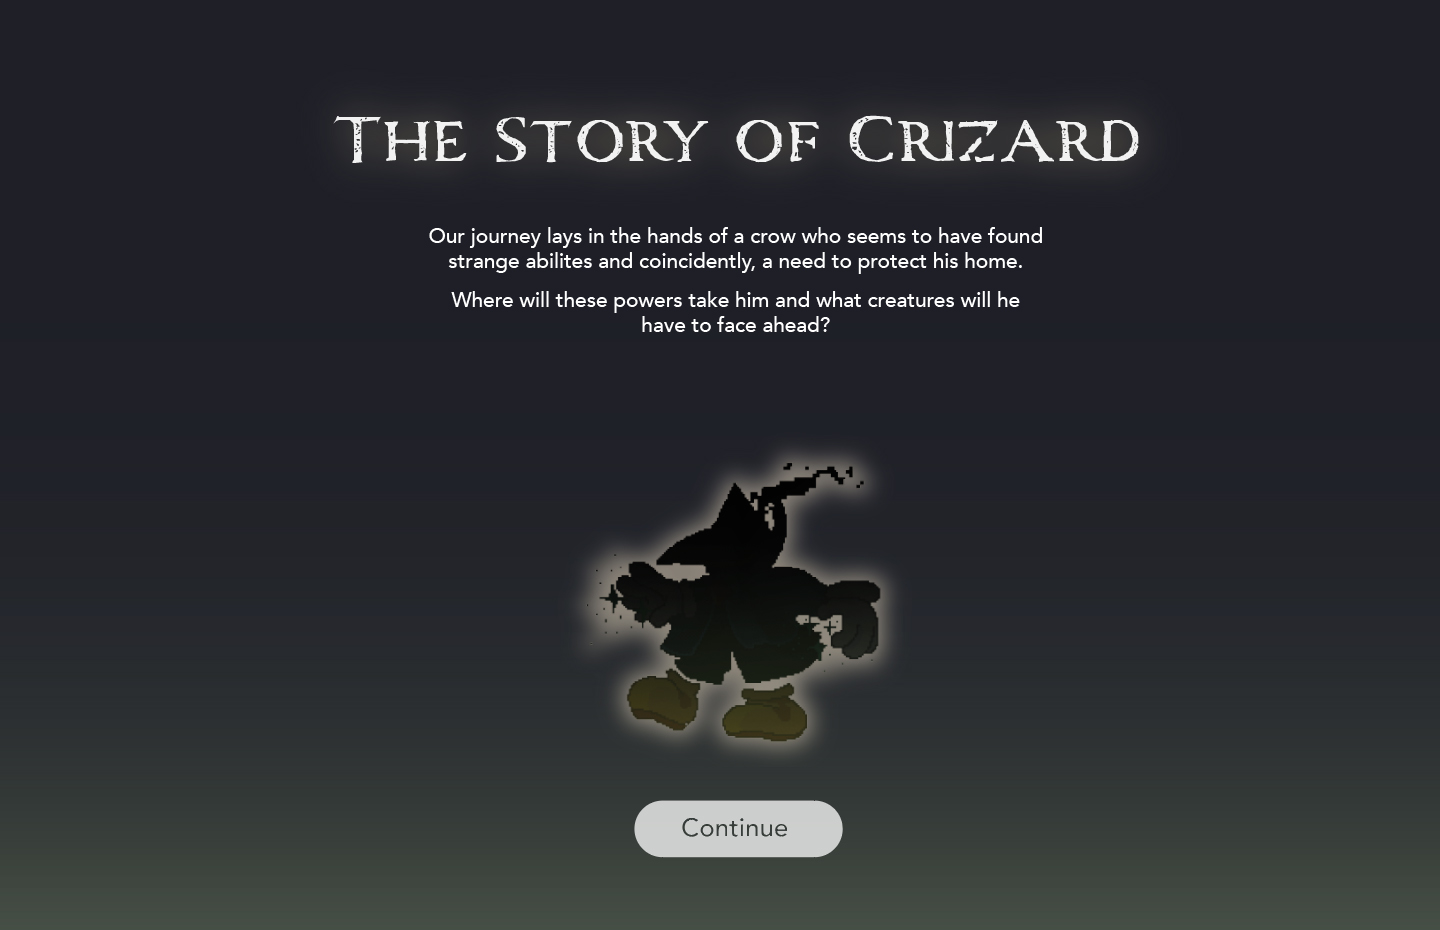 The Story of Crizard
Our journey lays in the hands of a crow who seems to have found
strange abilites and coincidently, a need to protect his home.
Where will these powers take him and what creatures will he
have to face ahead?
Continue